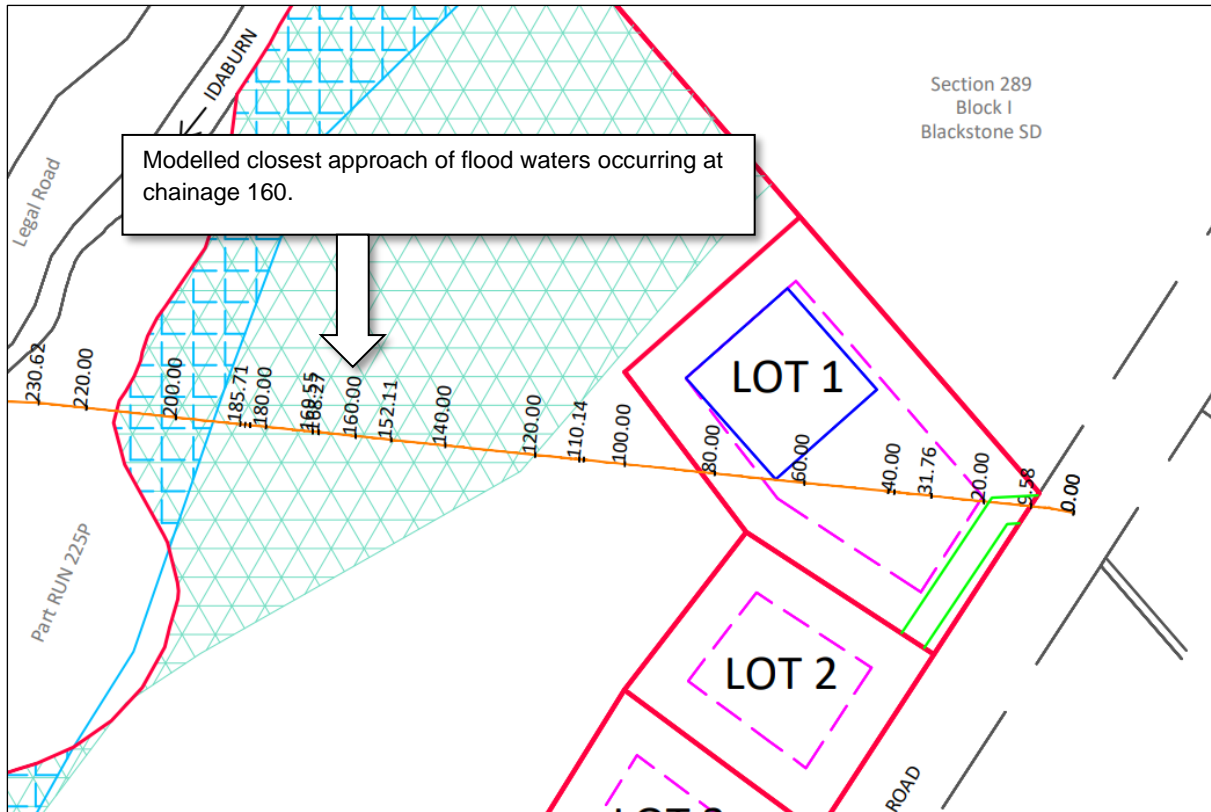 IDABURN
Section 289
Block I
Blackstone SD
Legal Road
Modelled closest approach of flood waters occurring at
chainage 160.
LOT 1
230.62
220.00
200.00
185.71
180.00
160.00
152.11
140.00
120.00
110.14
100.00
80.00
60.00
40.00
31.76
20.00
9.58
0.00
Part RUN 225P
LOT 2
ROAD